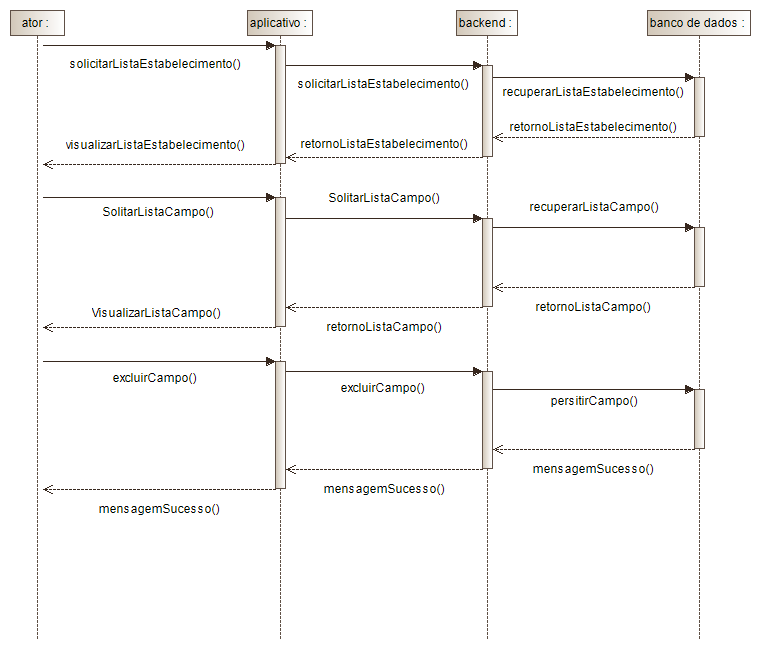 ator :
aplicativo :
backend :
banco de dados :
solicitarListaEstabelecimento()
solicitarListaEstabelecimento()
recuperarListaEstabelecimento()
retornoListaEstabelecimento()
retornoListaEstabelecimento()
visualizarListaEstabelecimento()
SolitarListaCampo()
SolitarListaCampo()
recuperarListaCampo()
retornoListaCampo()
retornoListaCampo()
VisualizarListaCampo()
excluirCampo()
excluirCampo()
persitirCampo()
mensagemSucesso()
mensagemSucesso()
mensagemSucesso()